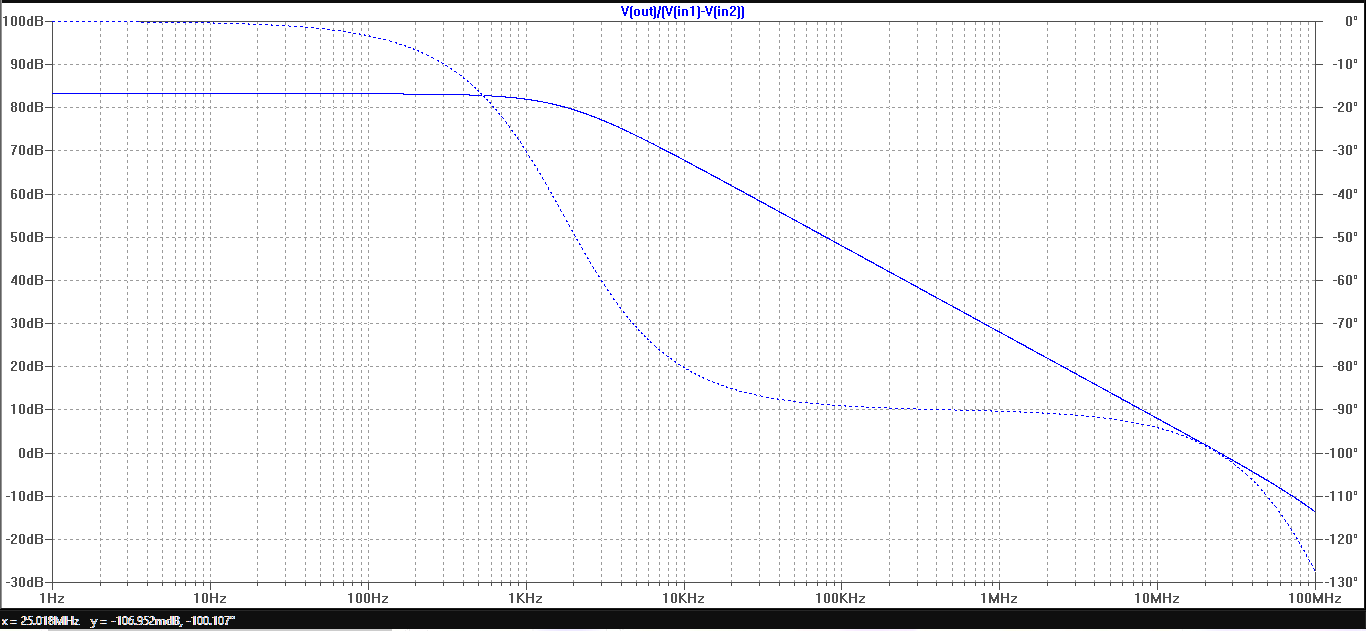 V(out)/(V(in1)-V(in2))
100dB 0°
90dB -10°
80dB -20°
70dB -30°
60dB -40°
50dB -50°
40dB -60°
30dB -70°
20dB -80°
10dB -90°
0dB -100°
-10dB -110°
-20dB -120°
-30dB -130°
1Hz 10Hz 100Hz 1KHz 10KHz 100KHz 1MHz 10MHz 100MHz
x = 25.018MHz y = -106.952mdB, -100.107°